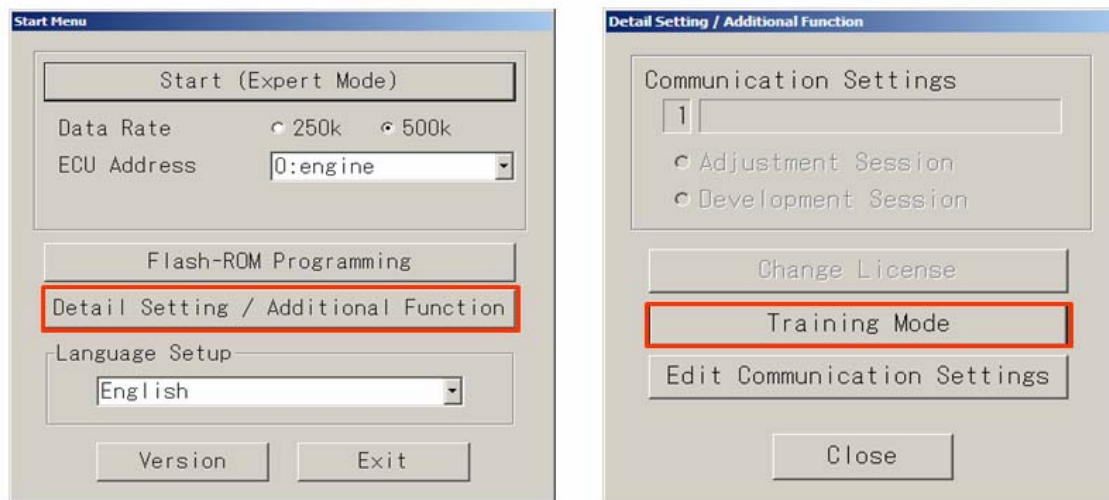 Start Menu
Start (Expert Mode)
Data Rate 250k 500k
ECU Address 0:engine
Flash-ROM Programming
Detail Setting / Additional Function
Language Setup
English
Version Exit
Detail Setting / Additional Function
Communication Settings
1
Adjustment Session
Development Session
Change License
Training Mode
Edit Communication Settings
Close